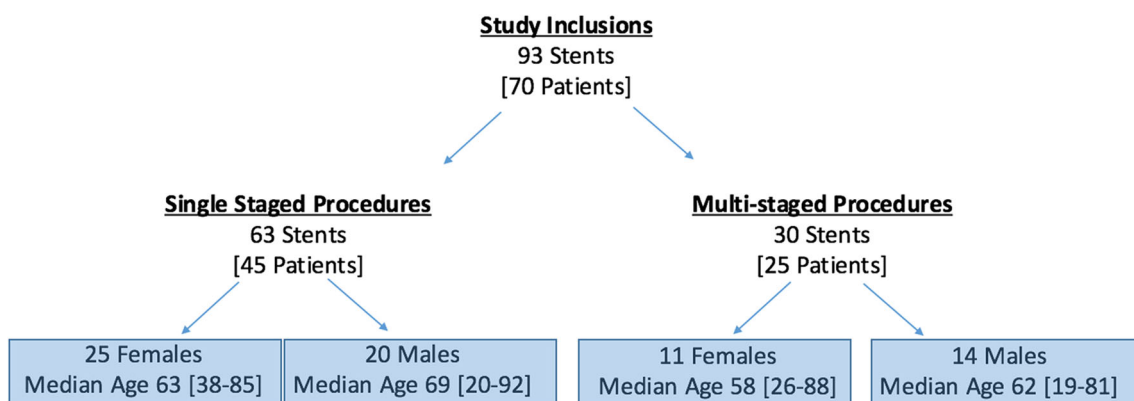 Study Inclusions
93 Stents
[70 Patients]
Single Staged Procedures
63 Stents
[45 Patients]
Multi-staged Procedures
30 Stents
[25 Patients]
25 Females
Median Age 63 [38-85]
20 Males
Median Age 69 [20-92]
11 Females
Median Age 58 [26-88]
14 Males
Median Age 62 [19-81]